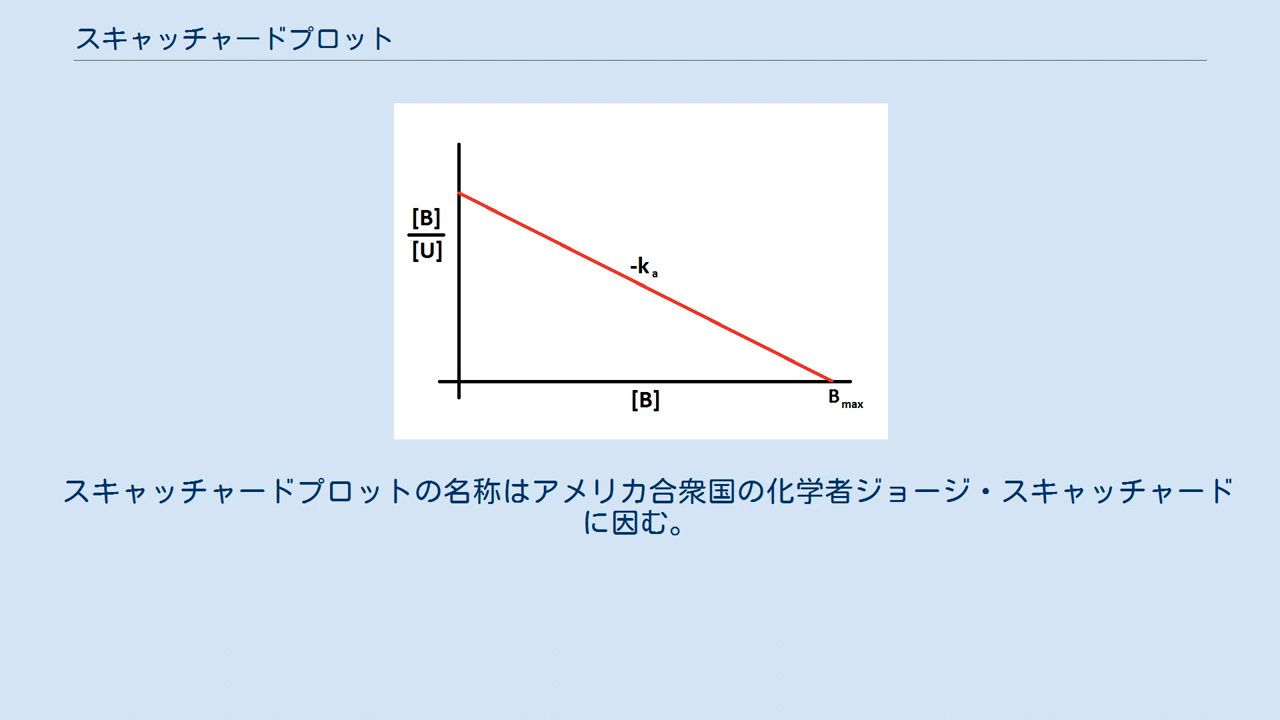 スキャッチャードプロット
[B]
[U]
-ka
[B]
Bmax
スキャッチャードプロットの名称はアメリカ合衆国の化学者ジョージ・スキャッチャード
に因む。